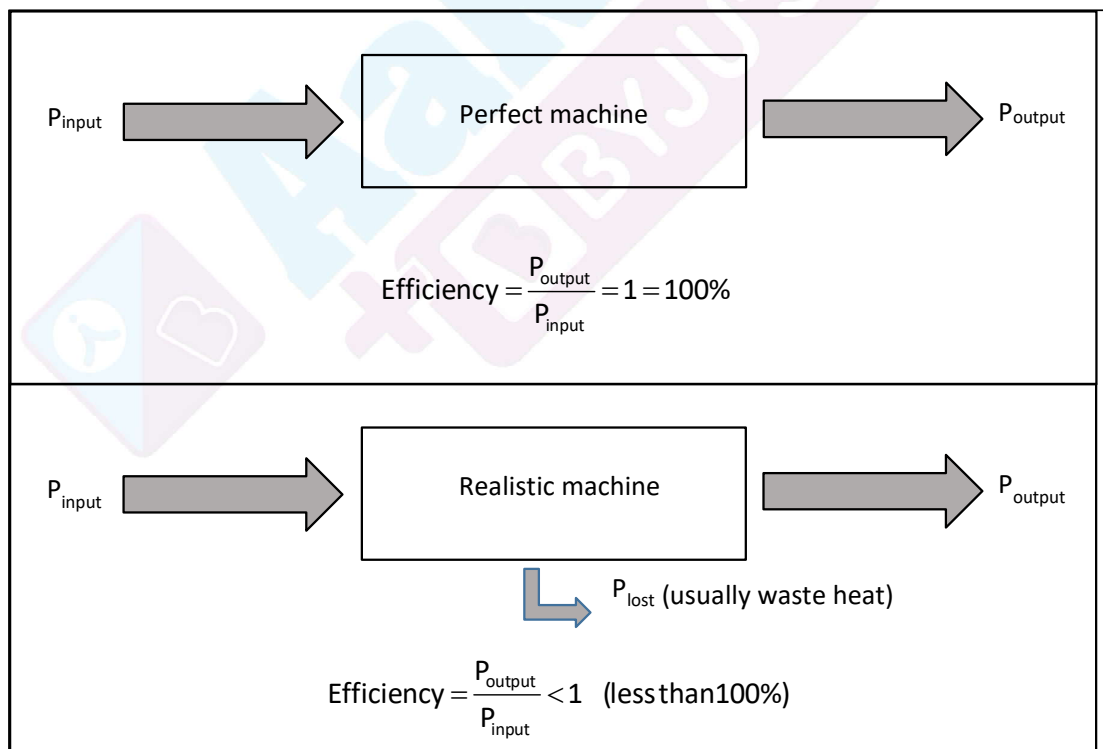 P_input Perfect machine P_output
Efficiency = P_output / P_input = 1 = 100%
P_input Realistic machine P_output
P_lost (usually waste heat)
Efficiency = P_output / P_input < 1 (less than 100%)